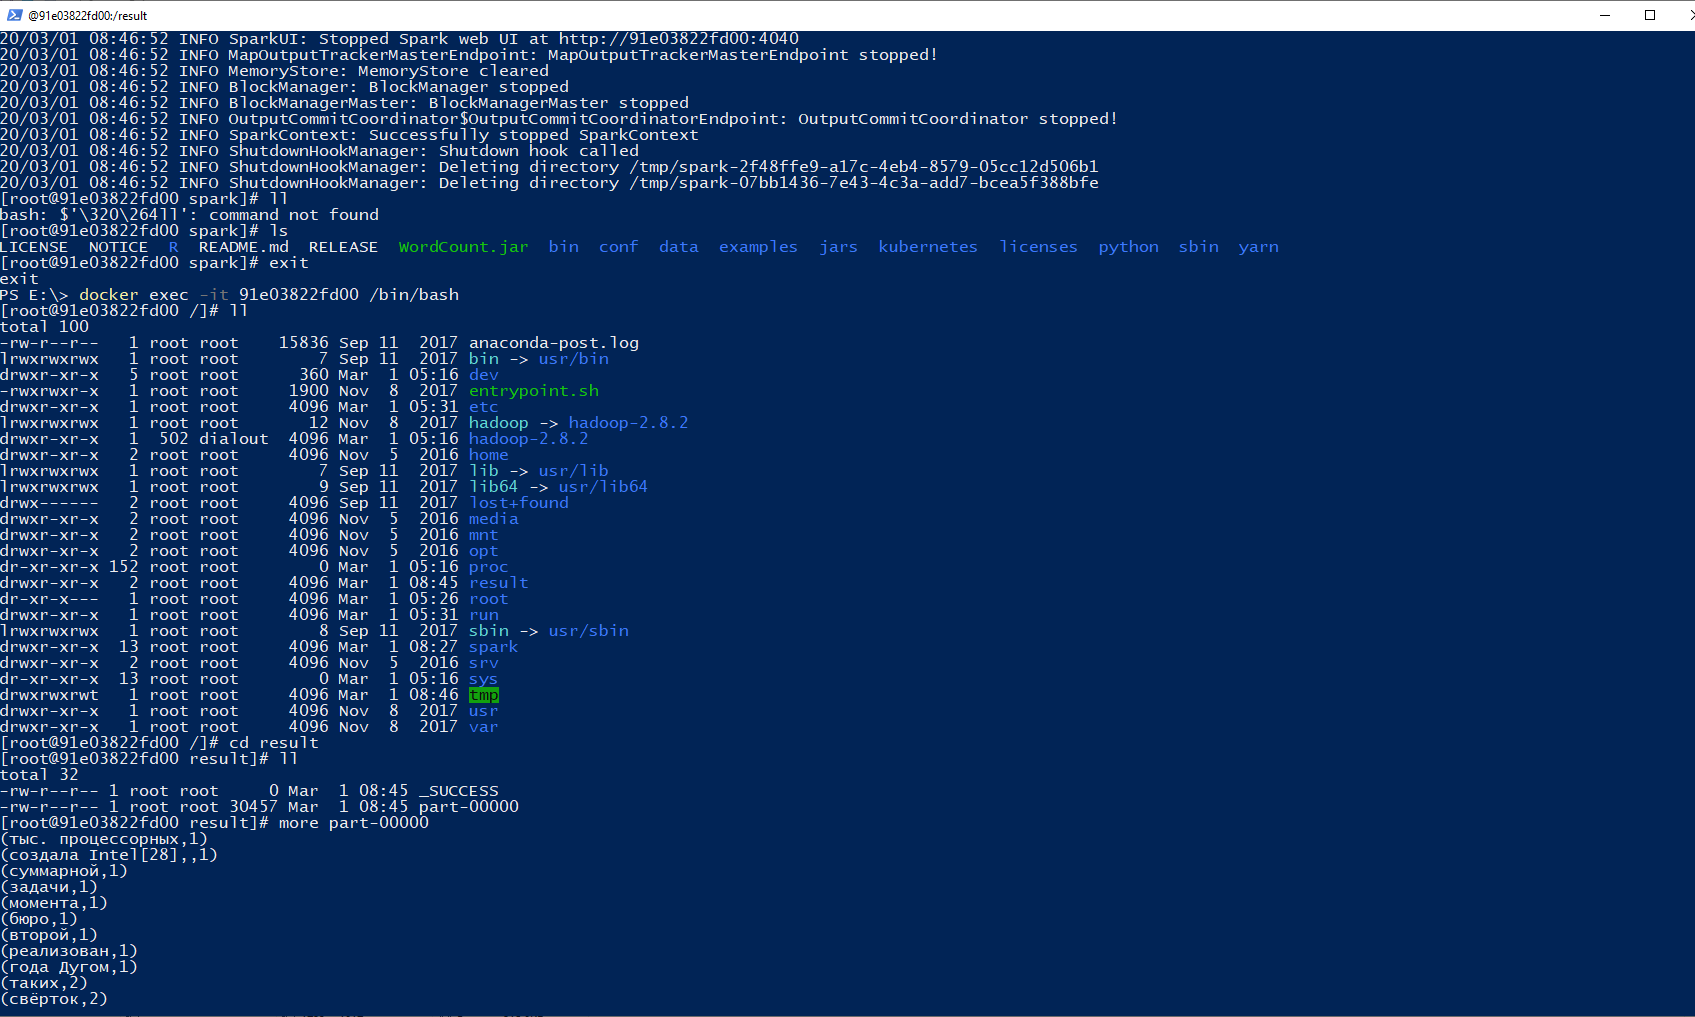 @91e03822fd00:/result
20/03/01 08:46:52 INFO SparkUI: Stopped Spark web UI at http://91e03822fd00:4040
20/03/01 08:46:52 INFO MapOutputTrackerMasterEndpoint: MapOutputTrackerMasterEndpoint stopped!
20/03/01 08:46:52 INFO MemoryStore: MemoryStore cleared
20/03/01 08:46:52 INFO BlockManager: BlockManager stopped
20/03/01 08:46:52 INFO BlockManagerMaster: BlockManagerMaster stopped
20/03/01 08:46:52 INFO OutputCommitCoordinator$OutputCommitCoordinatorEndpoint: OutputCommitCoordinator stopped!
20/03/01 08:46:52 INFO SparkContext: Successfully stopped SparkContext
20/03/01 08:46:52 INFO ShutdownHookManager: Shutdown hook called
20/03/01 08:46:52 INFO ShutdownHookManager: Deleting directory /tmp/spark-2f48ffe9-a17c-4eb4-8579-05cc12d506b1
20/03/01 08:46:52 INFO ShutdownHookManager: Deleting directory /tmp/spark-07bb1436-7e43-4c3a-add7-bcea5f388bfe
[root@91e03822fd00 spark]# ll
bash: $'\320\264ll': command not found
[root@91e03822fd00 spark]# ls
LICENSE  NOTICE  R  README.md  RELEASE  WordCount.jar  bin  conf  data  examples  jars  kubernetes  licenses  python  sbin  yarn
[root@91e03822fd00 spark]# exit
exit
PS E:\> docker exec -it 91e03822fd00 /bin/bash
[root@91e03822fd00 /]# ll
total 100
-rw-r--r--   1 root root    15836 Sep 11  2017 anaconda-post.log
lrwxrwxrwx   1 root root        7 Sep 11  2017 bin -> usr/bin
drwxr-xr-x   5 root root      360 Mar  1 05:16 dev
-rwxrwxr-x   1 root root     1900 Nov  8  2017 entrypoint.sh
drwxr-xr-x   1 root root     4096 Mar  1 05:31 etc
lrwxrwxrwx   1 root root       12 Nov  8  2017 hadoop -> hadoop-2.8.2
drwxr-xr-x   1  502 dialout  4096 Mar  1 05:16 hadoop-2.8.2
drwxr-xr-x   2 root root     4096 Nov  5  2016 home
lrwxrwxrwx   1 root root        7 Sep 11  2017 lib -> usr/lib
lrwxrwxrwx   1 root root        9 Sep 11  2017 lib64 -> usr/lib64
drwx------   2 root root     4096 Sep 11  2017 lost+found
drwxr-xr-x   2 root root     4096 Nov  5  2016 media
drwxr-xr-x   2 root root     4096 Nov  5  2016 mnt
drwxr-xr-x   2 root root     4096 Nov  5  2016 opt
dr-xr-xr-x 152 root root        0 Mar  1 05:16 proc
drwxr-xr-x   2 root root     4096 Mar  1 08:45 result
dr-xr-x---   1 root root     4096 Mar  1 05:26 root
drwxr-xr-x   1 root root     4096 Mar  1 05:31 run
lrwxrwxrwx   1 root root        8 Sep 11  2017 sbin -> usr/sbin
drwxr-xr-x  13 root root     4096 Mar  1 08:27 spark
drwxr-xr-x   2 root root     4096 Nov  5  2016 srv
dr-xr-xr-x  13 root root        0 Mar  1 05:16 sys
drwxrwxrwt   1 root root     4096 Mar  1 08:46 tmp
drwxr-xr-x   1 root root     4096 Nov  8  2017 usr
drwxr-xr-x   1 root root     4096 Nov  8  2017 var
[root@91e03822fd00 /]# cd result
[root@91e03822fd00 result]# ll
total 32
-rw-r--r-- 1 root root     0 Mar  1 08:45 _SUCCESS
-rw-r--r-- 1 root root 30457 Mar  1 08:45 part-00000
[root@91e03822fd00 result]# more part-00000
(тыс. процессорных,1)
(создала Intel[28],,1)
(суммарной,1)
(задачи,1)
(момента,1)
(бюро,1)
(второй,1)
(реализован,1)
(года Дугом,1)
(таких,2)
(свёрток,2)